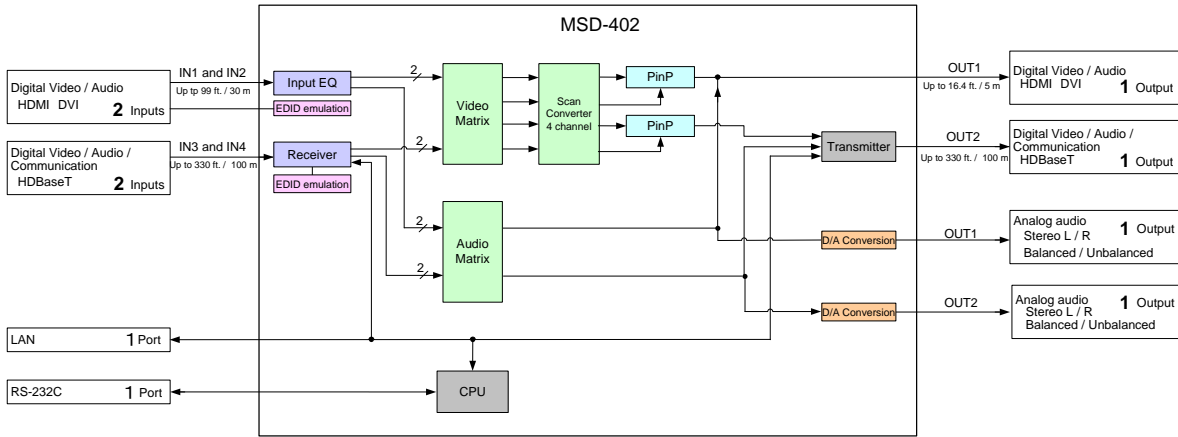 MSD-402
Digital Video / Audio
HDMI DVI
2 Inputs
IN1 and IN2
Up tp 99 ft./ 30 m
Input EQ
EDID emulation
2
2
Video
Matrix
Scan
Converter
4 channel
PinP
PinP
OUT1
Up to 16.4 ft./ 5 m
Digital Video / Audio
HDMI DVI
1 Output
Digital Video / Audio /
Communication
HDBaseT
2 Inputs
IN3 and IN4
Up to 330 ft. / 100 m
Receiver
EDID emulation
Transmitter
OUT2
Up to 330 ft./ 100 m
Digital Video / Audio /
Communication
HDBaseT
1 Output
2
2
Audio
Matrix
D/A Conversion
OUT1
Analog audio
Stereo L / R
Balanced / Unbalanced
1 Output
D/A Conversion
OUT2
Analog audio
Stereo L / R
Balanced / Unbalanced
1 Output
LAN
1 Port
RS-232C
1 Port
CPU